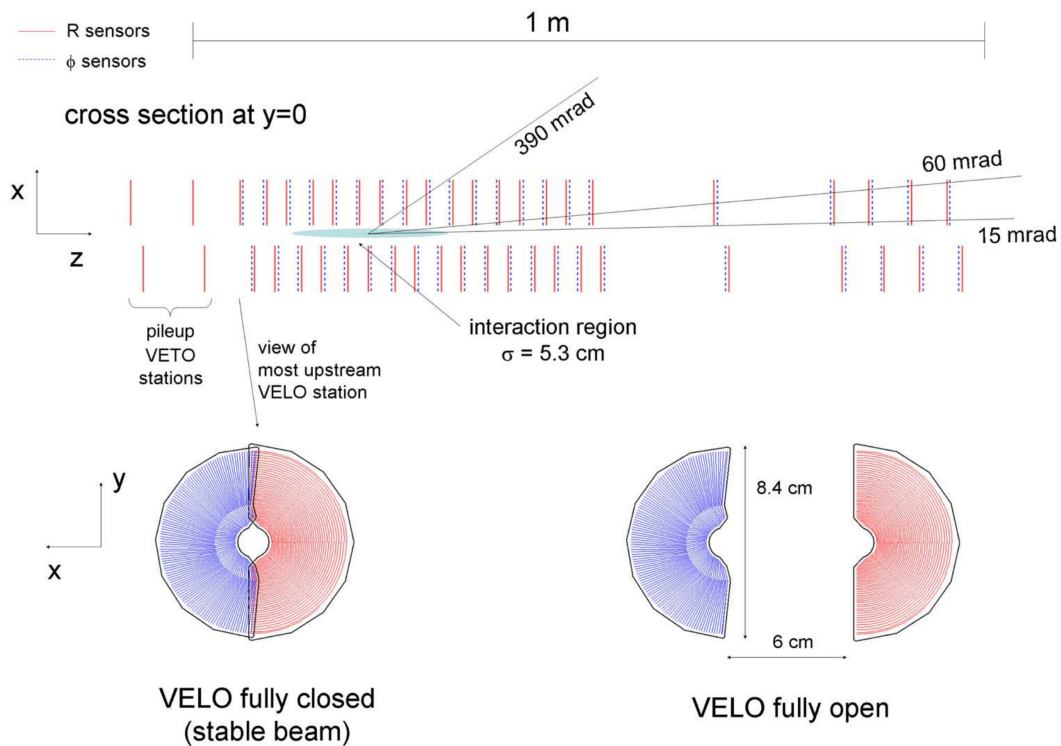 R sensors
ϕ sensors
1 m
cross section at y=0
390 mrad
60 mrad
15 mrad
x
z
pileup
VETO
stations
view of
most upstream
VELO station
interaction region
σ = 5.3 cm
y
x
8.4 cm
6 cm
VELO fully closed
(stable beam)
VELO fully open